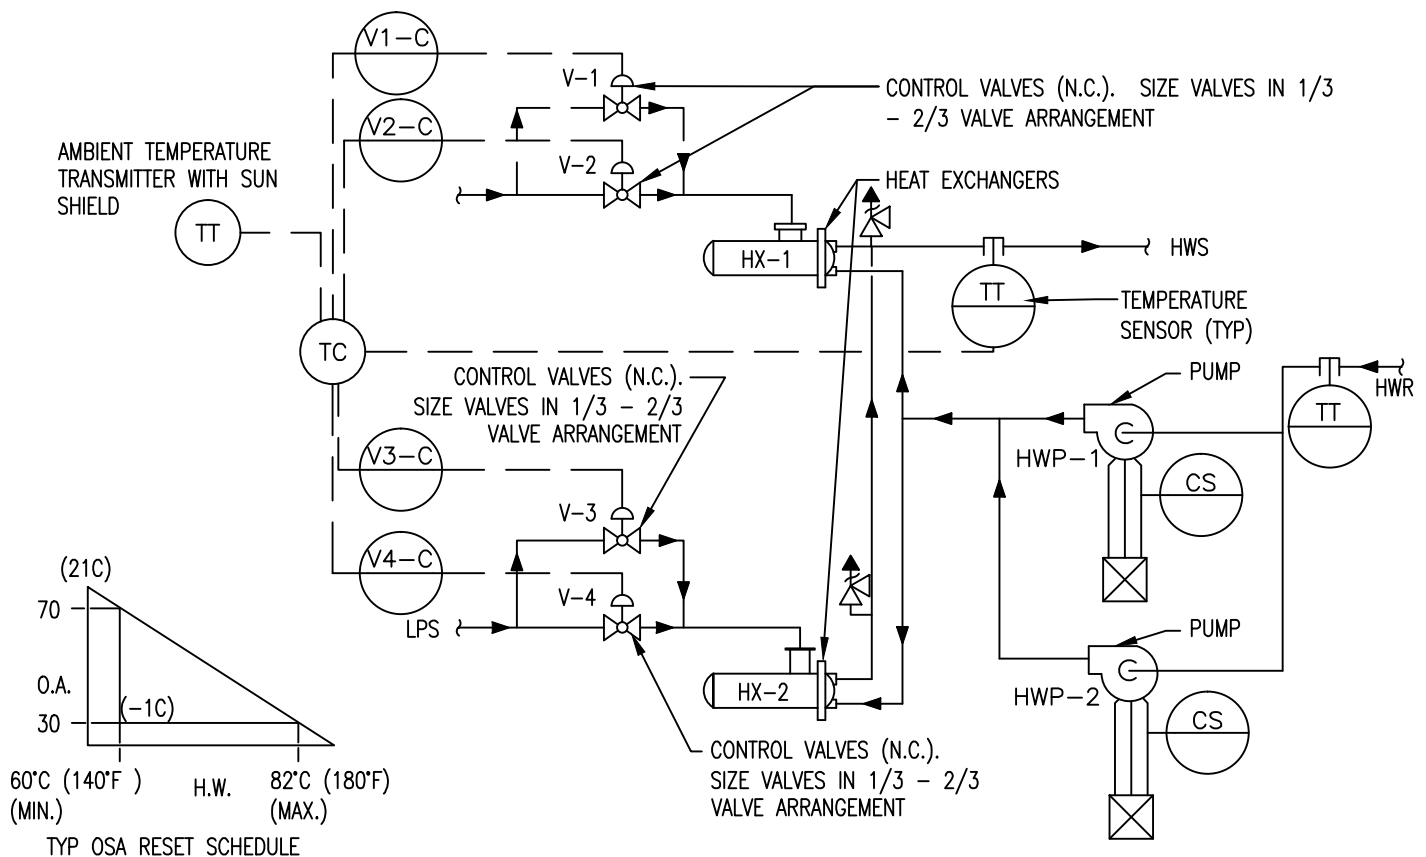 V1-C
V-1
CONTROL VALVES (N.C.). SIZE VALVES IN 1/3
- 2/3 VALVE ARRANGEMENT
V2-C
V-2
AMBIENT TEMPERATURE
TRANSMITTER WITH SUN
SHIELD
TT
HEAT EXCHANGERS
HX-1
HWS
TT
TEMPERATURE
SENSOR (TYP)
TC
CONTROL VALVES (N.C.).
SIZE VALVES IN 1/3 - 2/3
VALVE ARRANGEMENT
PUMP
HWR
TT
C
HWP-1
CS
V3-C
V-3
V4-C
V-4
LPS
HX-2
PUMP
C
HWP-2
CS
CONTROL VALVES (N.C.).
SIZE VALVES IN 1/3 - 2/3
VALVE ARRANGEMENT
(21C)
70
O.A.
(-1C)
30
60°C (140°F )
(MIN.)
H.W.
82°C (180°F)
(MAX.)
TYP OSA RESET SCHEDULE